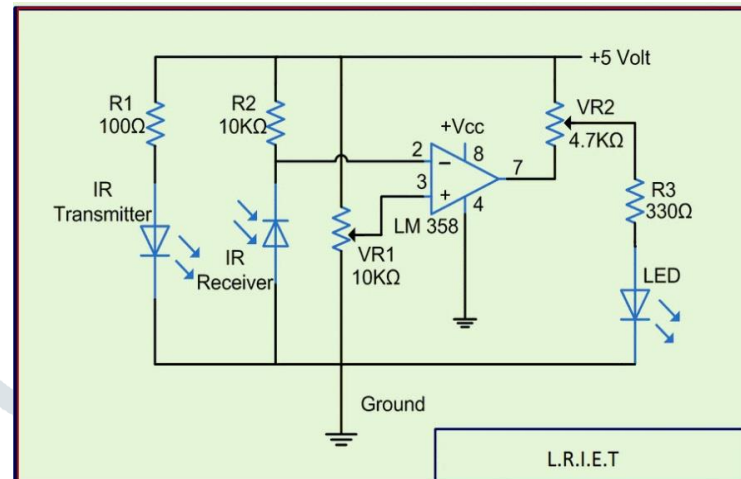 +5 Volt
R1
100Ω
R2
10KΩ
+Vcc
VR2
4.7KΩ
2
8
7
3
4
LM 358
R3
330Ω
IR
Transmitter
IR
Receiver
VR1
10KΩ
LED
Ground
L.R.I.E.T